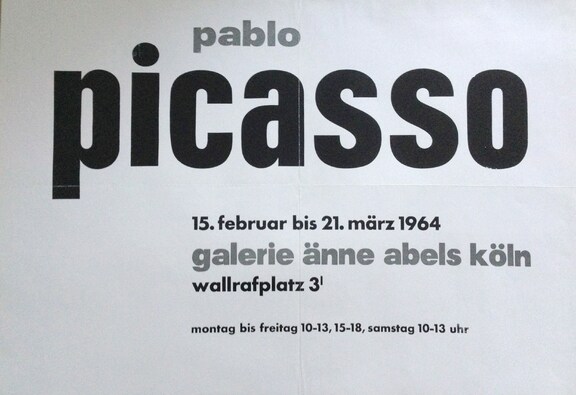 pablo
picasso
15. februar bis 21. märz 1964
galerie änne abels köln
wallrafplatz 3ᴵ
montag bis freitag 10-13, 15-18, samstag 10-13 uhr